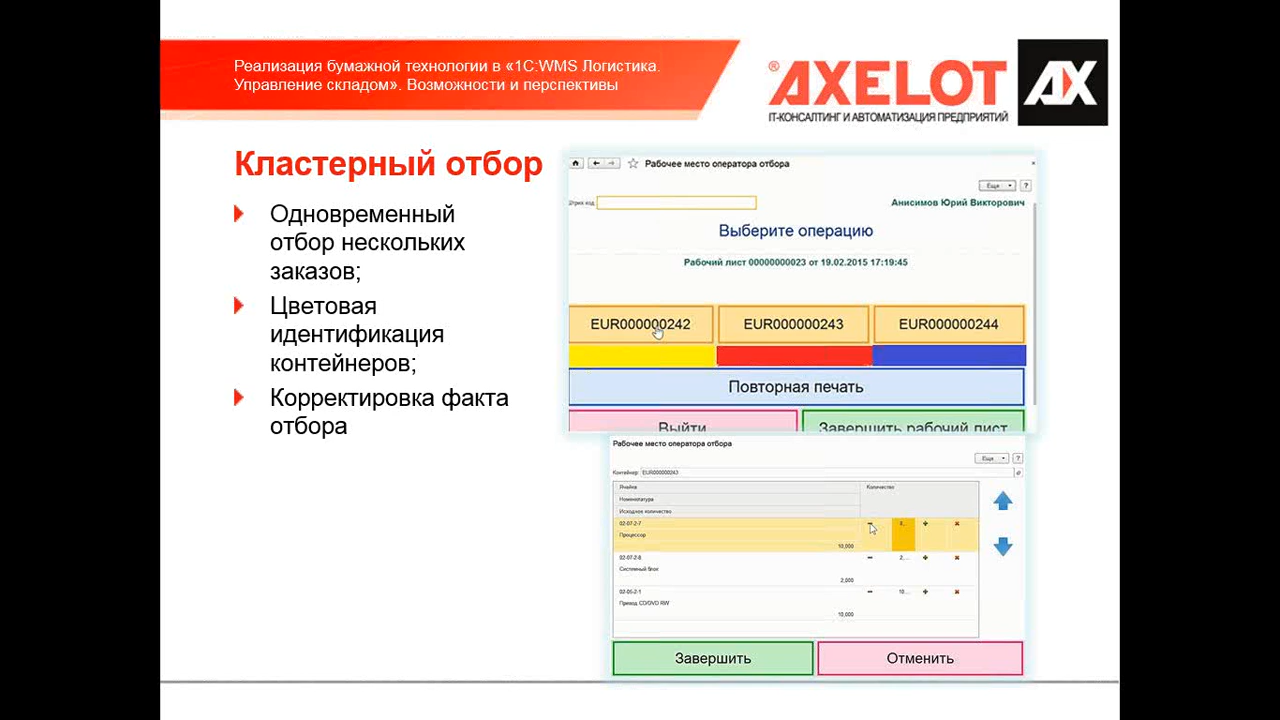 Реализация бумажной технологии в «1С:WMS Логистика.
Управление складом». Возможности и перспективы
® AXELOT AX
IT-КОНСАЛТИНГ И АВТОМАТИЗАЦИЯ ПРЕДПРИЯТИЙ
Кластерный отбор
Одновременный
отбор нескольких
заказов;
Цветовая
идентификация
контейнеров;
Корректировка факта
отбора
Рабочее место оператора отбора
Еще ?
Штрих код:
Анисимов Юрий Викторович
Выберите операцию
Рабочий лист 00000000023 от 19.02.2015 17:19:45
EUR000000242 EUR000000243 EUR000000244
Повторная печать
Выйти Завершить рабочий лист
Рабочее место оператора отбора
Еще ?
Контейнер: EUR000000243
Ячейка Количество
Номенклатура
Исходное количество
02-07-2-7
Процессор
10,000
02-07-2-8 2,...
Системный блок
2,000
02-05-2-1 10...
Привод CD/DVD RW
10,000
Завершить Отменить